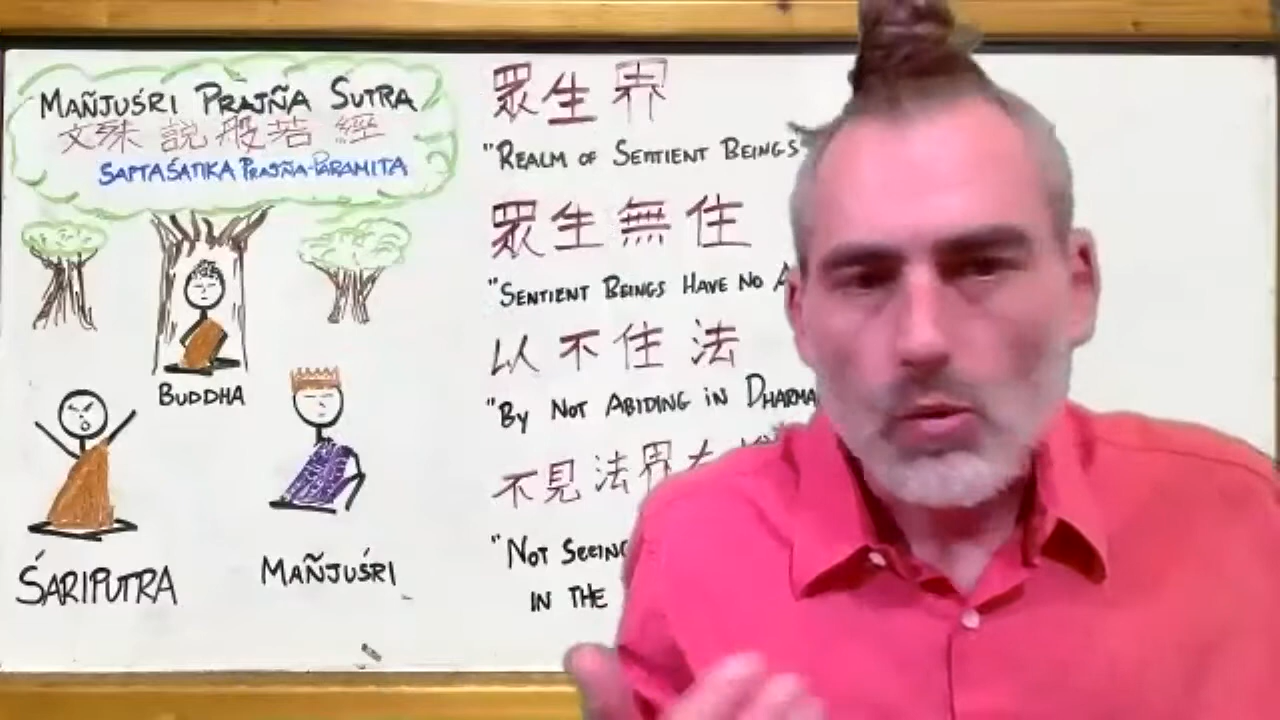 MAÑJUŚRI PRAJÑA SUTRA
文殊說般若經
SAPTAŚATIKA PRAJÑA-PARAMITA
BUDDHA
ŚARIPUTRA
MAÑJUŚRI
眾生界
"REALM OF SENTIENT BEINGS"
眾生無住
"SENTIENT BEINGS HAVE NO
以不住法
"BY NOT ABIDING IN DHARMA
不見法界
"NOT SEEING
IN THE